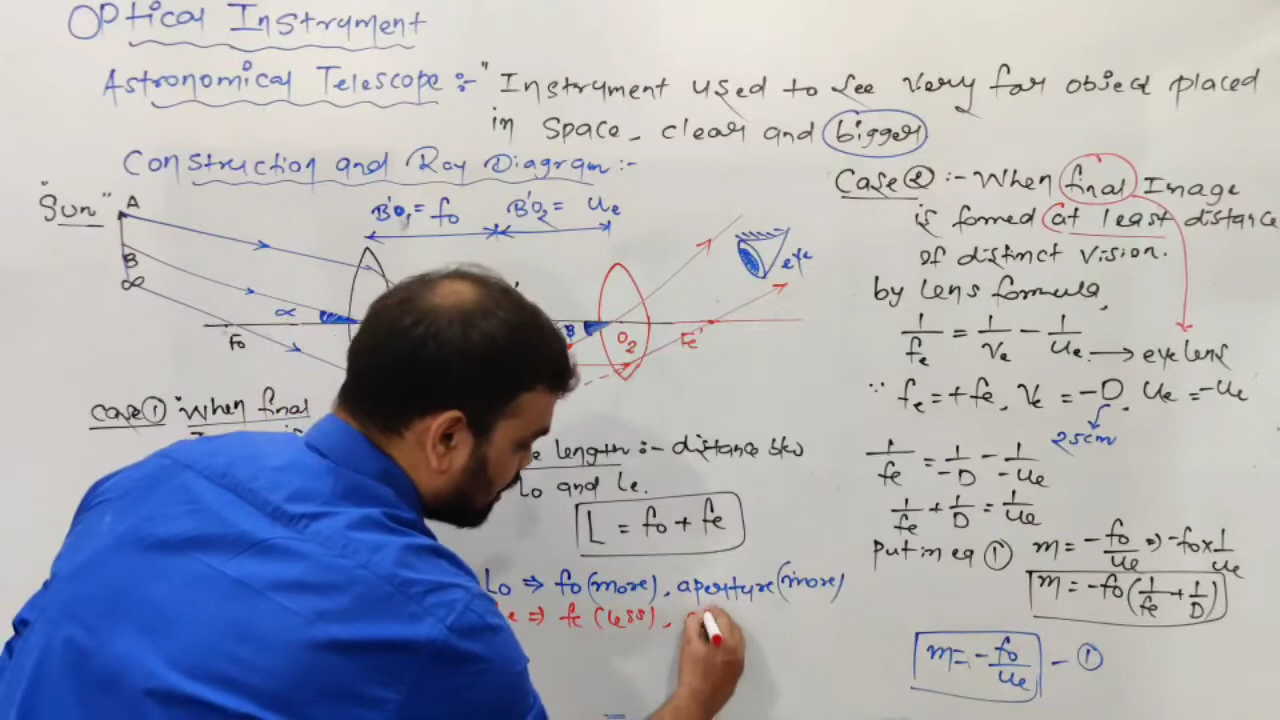 Optical Instrument
Astronomical Telescope :- "Instrument used to see very far object placed
in space, clear and bigger
Construction and Ray Diagram :-
"Sun"
A
B
∞
B'O₁ = fo
B'O₂ = ue
α
Fo
B
O₂
Fe'
eye
Case ① "When final
e length :- distance b/w
Lo and Le.
L = fo + fe
Lo ⇒ fo (more), aperture (more)
e ⇒ fe (less),
Case ② :- When final Image
is formed at least distance
of distinct vision.
by lens formula,
1/fe = 1/ve - 1/ue → eye lens
∵ fe = +fe, ve = -D, ue = -ue
25cm
1/fe = 1/-D - 1/-ue
1/fe + 1/D = 1/ue
Put in eq ① m = -fo/ue ⇒ -fo × 1/ue
m = -fo(1/fe + 1/D)
m = -fo/ue - ①